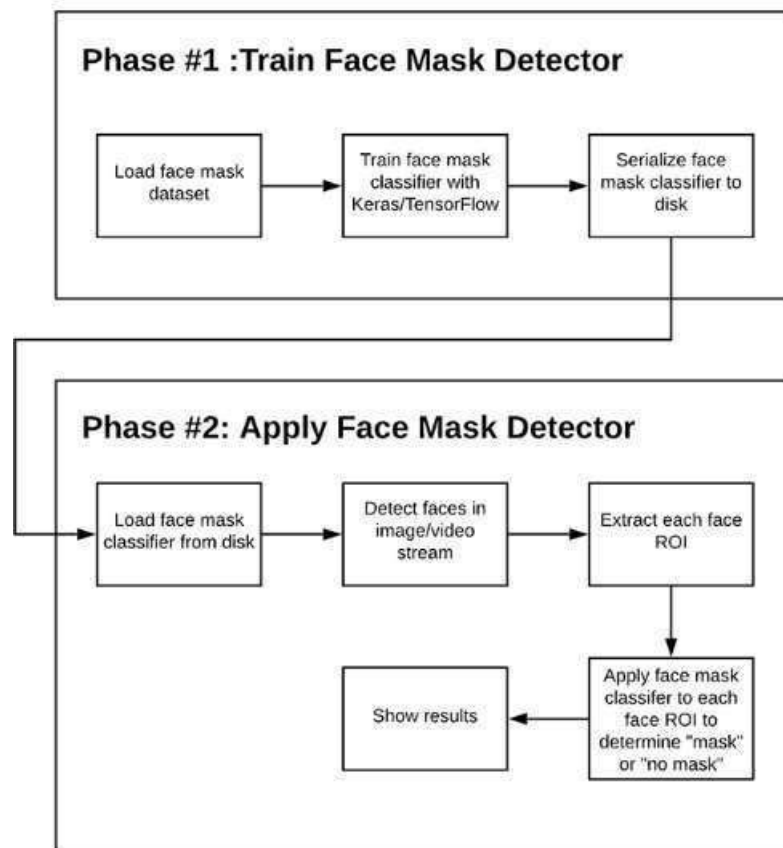 Phase #1 :Train Face Mask Detector
Load face mask
dataset
Train face mask
classifier with
Keras/TensorFlow
Serialize face
mask classifier to
disk
Phase #2: Apply Face Mask Detector
Load face mask
classifier from disk
Detect faces in
image/video
stream
Extract each face
ROI
Apply face mask
classifer to each
face ROI to
determine "mask"
or "no mask"
Show results